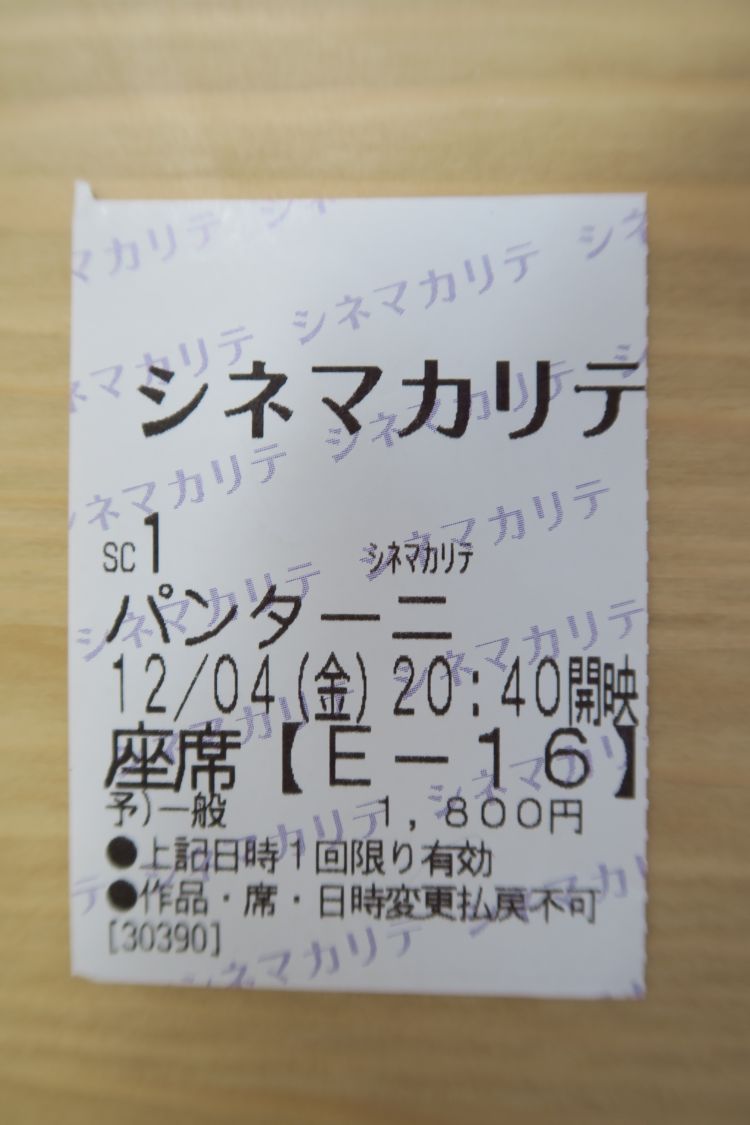 シネマカリテ
SC1 シネマカリテ
パンターニ
12/04(金) 20:40開映
座席【E－16】
予)一般 1,800円
●上記日時1回限り有効
●作品・席・日時変更払戻不可
[30390]